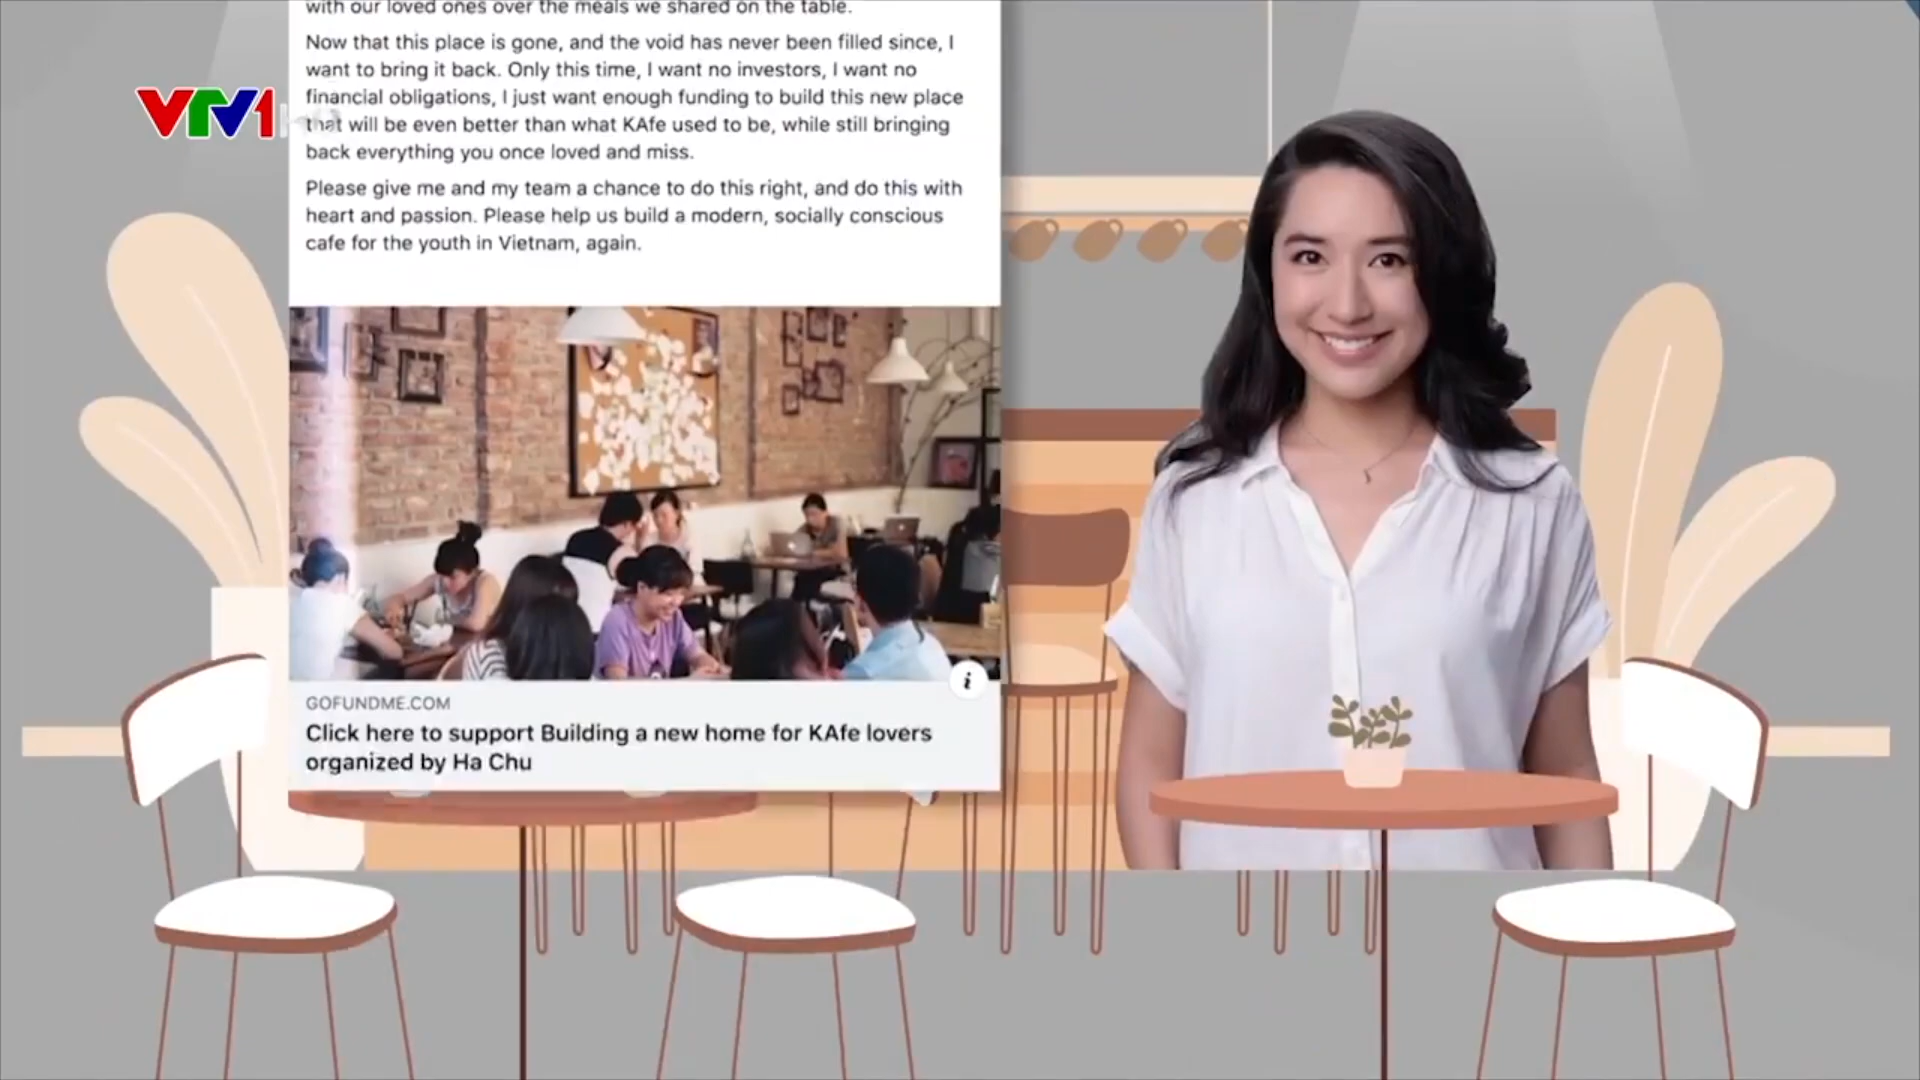 with our loved ones over the meals we shared on the table.
Now that this place is gone, and the void has never been filled since, I
want to bring it back. Only this time, I want no investors, I want no
VTV1
financial obligations, I just want enough funding to build this new place
that will be even better than what KAfe used to be, while still bringing
back everything you once loved and miss.
Please give me and my team a chance to do this right, and do this with
heart and passion. Please help us build a modern, socially conscious
cafe for the youth in Vietnam, again.
i
GOFUNDME.COM
Click here to support Building a new home for KAfe lovers
organized by Ha Chu